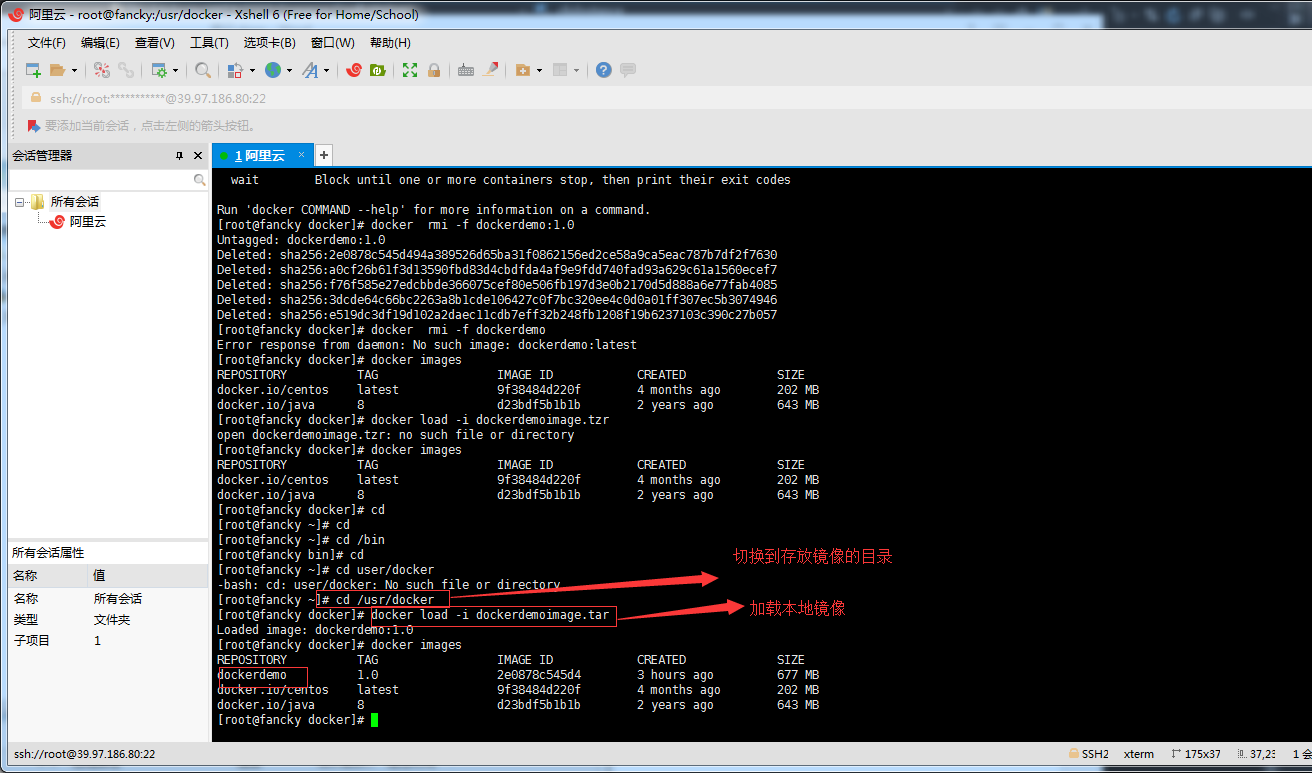 阿里云 - root@fancky:/usr/docker - Xshell 6 (Free for Home/School)
文件(F) 编辑(E) 查看(V) 工具(T) 选项卡(B) 窗口(W) 帮助(H)
ssh://root:***********@39.97.186.80:22
要添加当前会话，点击左侧的箭头按钮。
会话管理器
所有会话
阿里云
所有会话属性
名称 值
名称 所有会话
类型 文件夹
子项目 1
1 阿里云
wait Block until one or more containers stop, then print their exit codes
Run 'docker COMMAND --help' for more information on a command.
[root@fancky docker]# docker  rmi -f dockerdemo:1.0
Untagged: dockerdemo:1.0
Deleted: sha256:2e0878c545d494a389526d65ba31f0862156ed2ce58a9ca5eac787b7df2f7630
Deleted: sha256:a0cf26b61f3d13590fbd83d4cbdfda4af9e9fdd740fad93a629c61a1560ecef7
Deleted: sha256:f76f585e27edcbbde366075cef80e506fb197d3e0b2170d5d888a6e77fab4085
Deleted: sha256:3dcde64c66bc2263a8b1cde106427c0f7bc320ee4c0d0a01ff307ec5b3074946
Deleted: sha256:e519dc3df19d102a2daec11cdb7eff32b248fb1208f19b6237103c390c27b057
[root@fancky docker]# docker  rmi -f dockerdemo
Error response from daemon: No such image: dockerdemo:latest
[root@fancky docker]# docker images
REPOSITORY TAG IMAGE ID CREATED SIZE
docker.io/centos latest 9f38484d220f 4 months ago 202 MB
docker.io/java 8 d23bdf5b1b1b 2 years ago 643 MB
[root@fancky docker]# docker load -i dockerdemoimage.tzr
open dockerdemoimage.tzr: no such file or directory
[root@fancky docker]# docker images
REPOSITORY TAG IMAGE ID CREATED SIZE
docker.io/centos latest 9f38484d220f 4 months ago 202 MB
docker.io/java 8 d23bdf5b1b1b 2 years ago 643 MB
[root@fancky docker]# cd
[root@fancky ~]# cd
[root@fancky ~]# cd /bin
[root@fancky bin]# cd
[root@fancky ~]# cd user/docker
-bash: cd: user/docker: No such file or directory
[root@fancky ~]# cd /usr/docker
[root@fancky docker]# docker load -i dockerdemoimage.tar
Loaded image: dockerdemo:1.0
[root@fancky docker]# docker images
REPOSITORY TAG IMAGE ID CREATED SIZE
dockerdemo 1.0 2e0878c545d4 3 hours ago 677 MB
docker.io/centos latest 9f38484d220f 4 months ago 202 MB
docker.io/java 8 d23bdf5b1b1b 2 years ago 643 MB
[root@fancky docker]#
切换到存放镜像的目录
加载本地镜像
ssh://root@39.97.186.80:22 SSH2 xterm 175x37 37,23 1 会